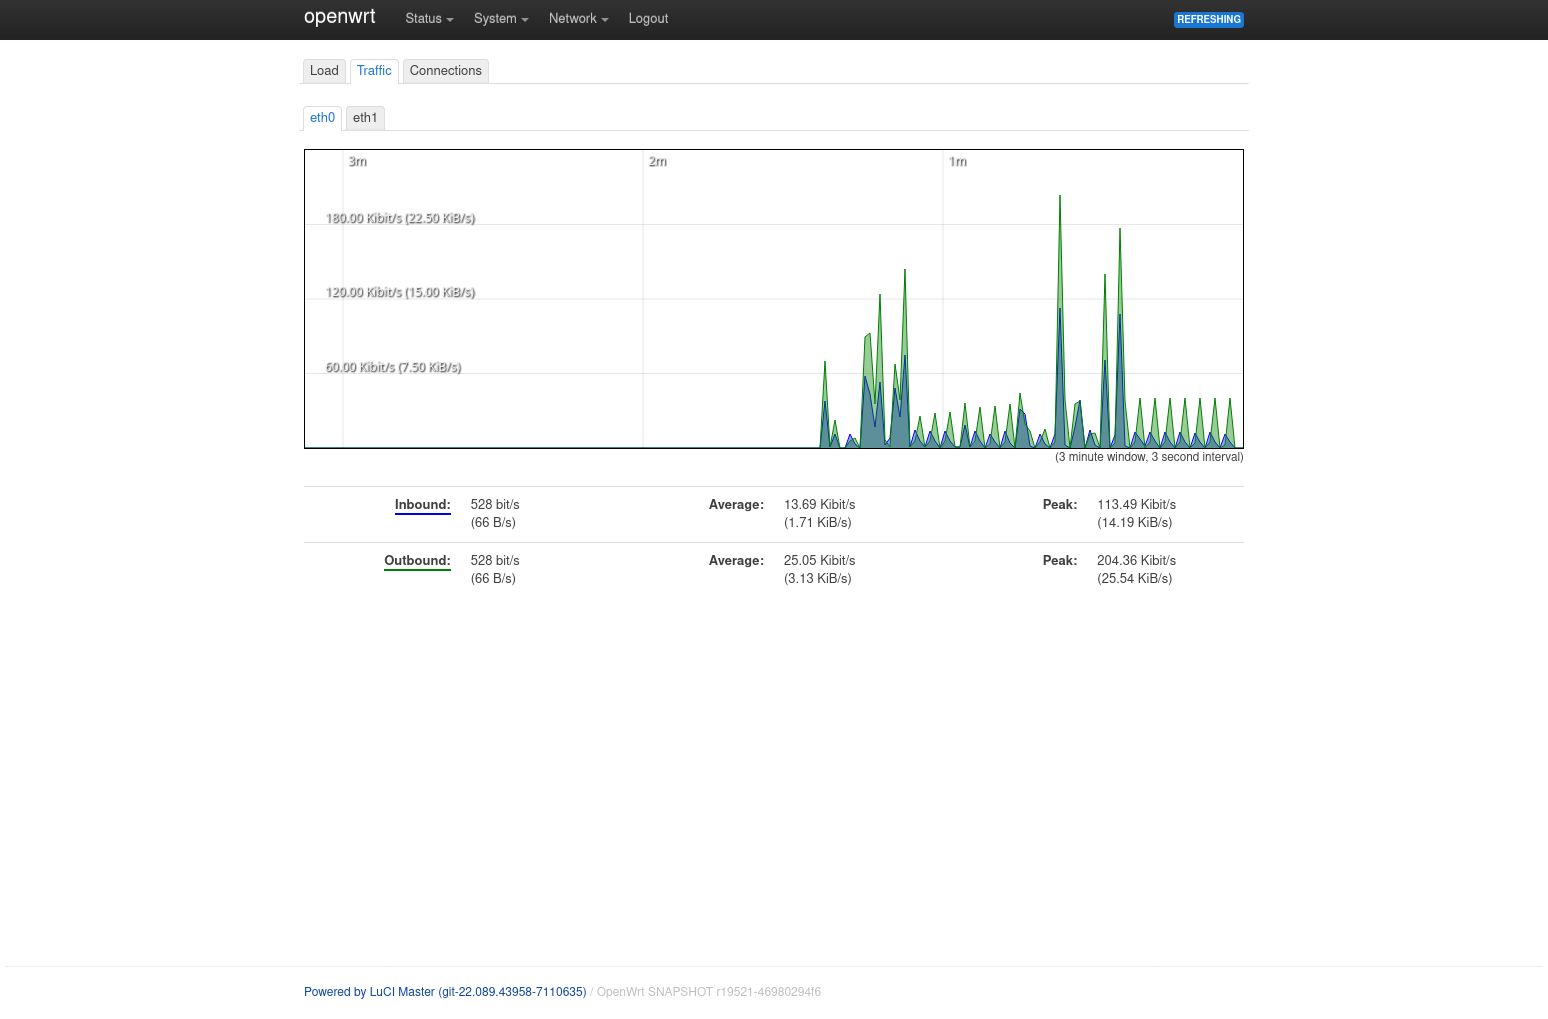 openwrt Status System Network Logout REFRESHING
Load Traffic Connections
eth0 eth1
3m 2m 1m
180.00 Kibit/s (22.50 KiB/s)
120.00 Kibit/s (15.00 KiB/s)
60.00 Kibit/s (7.50 KiB/s)
(3 minute window, 3 second interval)
Inbound: 528 bit/s Average: 13.69 Kibit/s Peak: 113.49 Kibit/s
(66 B/s) (1.71 KiB/s) (14.19 KiB/s)
Outbound: 528 bit/s Average: 25.05 Kibit/s Peak: 204.36 Kibit/s
(66 B/s) (3.13 KiB/s) (25.54 KiB/s)
Powered by LuCI Master (git-22.089.43958-7110635) / OpenWrt SNAPSHOT r19521-46980294f6